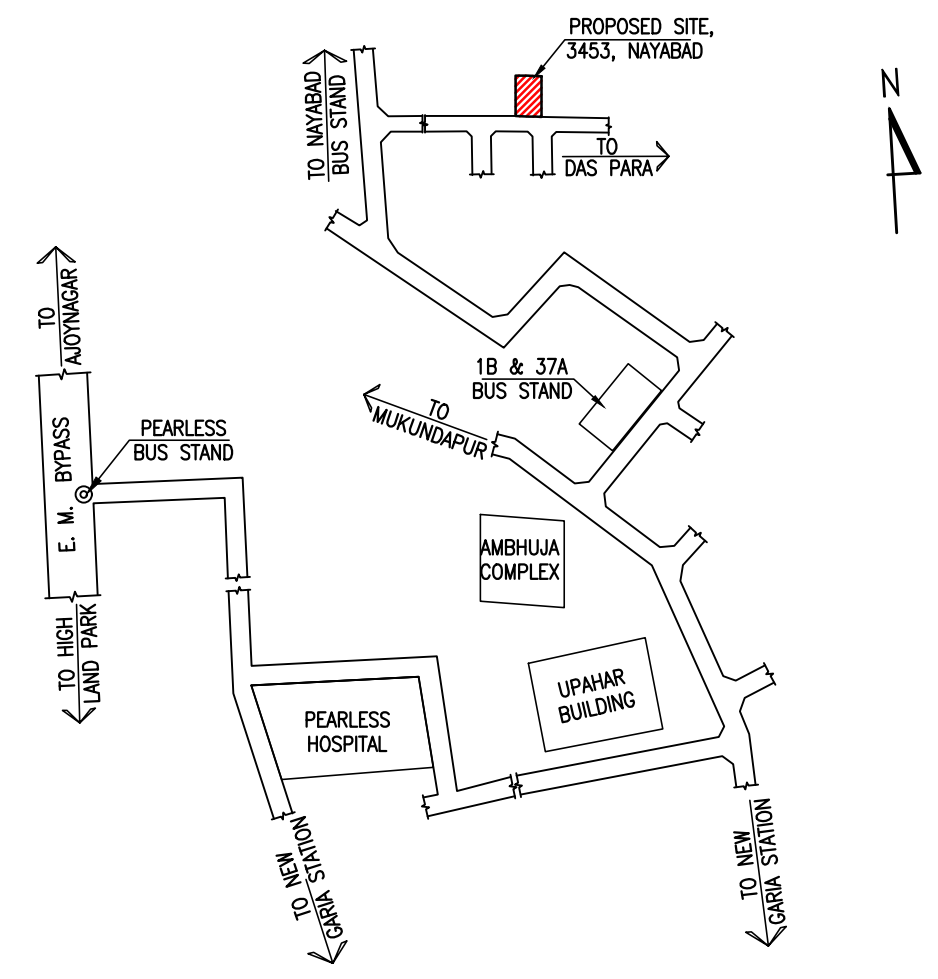 PROPOSED SITE,
3453, NAYABAD
N
TO NAYABAD
BUS STAND
TO
DAS PARA
TO
AJOYNAGAR
1B & 37A
BUS STAND
TO
MUKUNDAPUR
PEARLESS
BUS STAND
E. M. BYPASS
AMBHUJA
COMPLEX
TO HIGH
LAND PARK
UPAHAR
BUILDING
PEARLESS
HOSPITAL
TO NEW
GARIA STATION
TO NEW
GARIA STATION